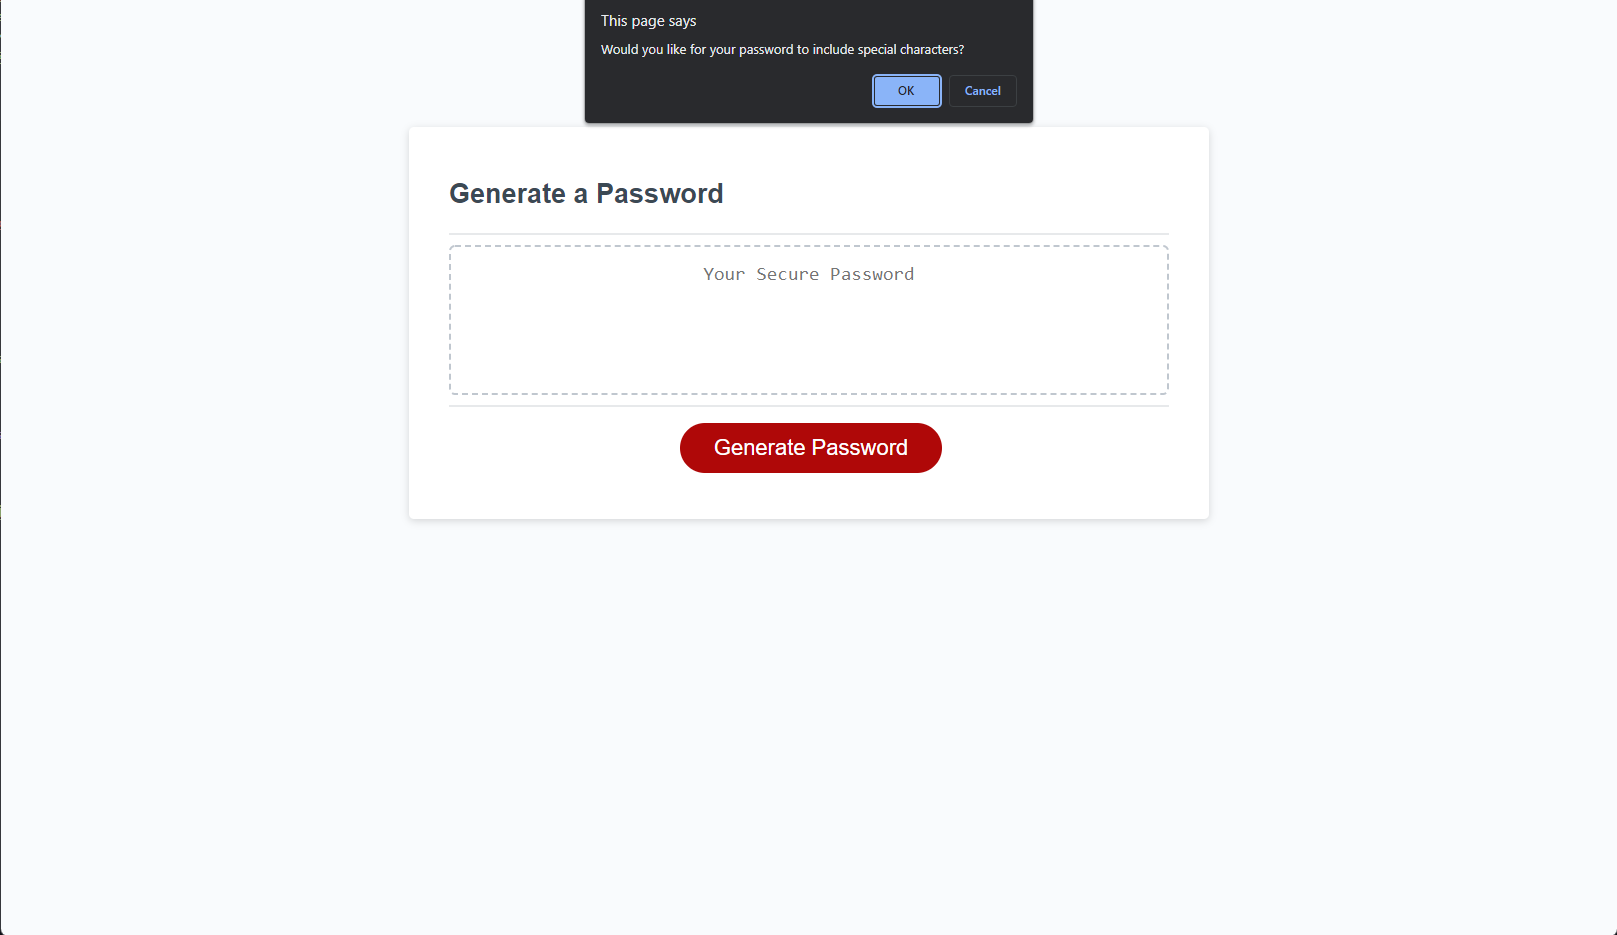 This page says
Would you like for your password to include special characters?
OK
Cancel
Generate a Password
Your Secure Password
Generate Password